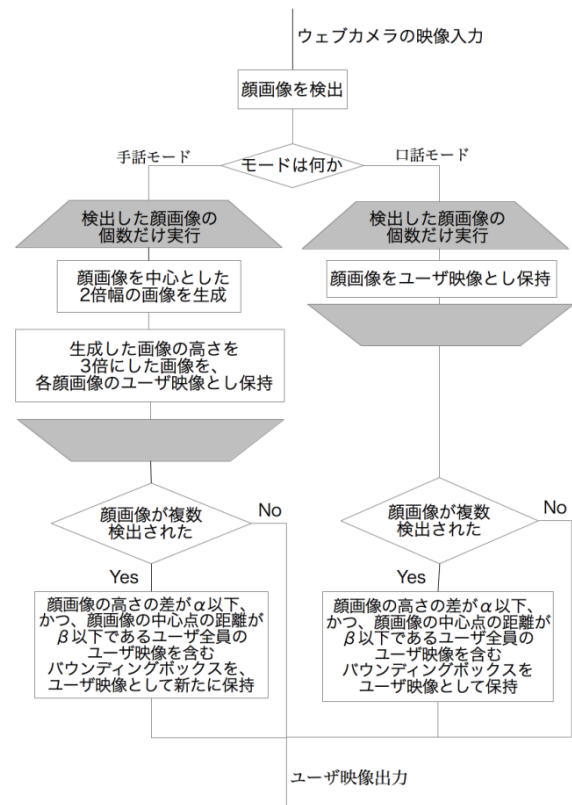 ウェブカメラの映像入力
顔画像を検出
モードは何か
手話モード
口話モード
検出した顔画像の
個数だけ実行
顔画像を中心とした
2倍幅の画像を生成
生成した画像の高さを
3倍にした画像を、
各顔画像のユーザ映像とし保持
検出した顔画像の
個数だけ実行
顔画像をユーザ映像とし保持
顔画像が複数
検出された
No
Yes
顔画像の高さの差がα以下、
かつ、顔画像の中心点の距離が
β以下であるユーザ全員の
ユーザ映像を含む
バウンディングボックスを、
ユーザ映像として新たに保持
顔画像が複数
検出された
No
Yes
顔画像の高さの差がα以下、
かつ、顔画像の中心点の距離が
β以下であるユーザ全員の
ユーザ映像を含む
バウンディングボックスを
ユーザ映像として保持
ユーザ映像出力